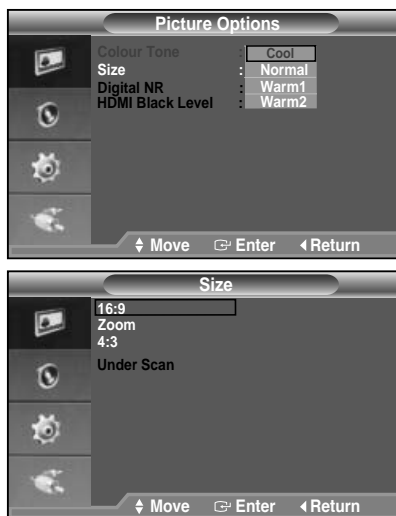 Picture Options
Colour Tone : Cool
Size : Normal
Digital NR : Warm1
HDMI Black Level : Warm2
Move Enter Return
Size
16:9
Zoom
4:3
Under Scan
Move Enter Return